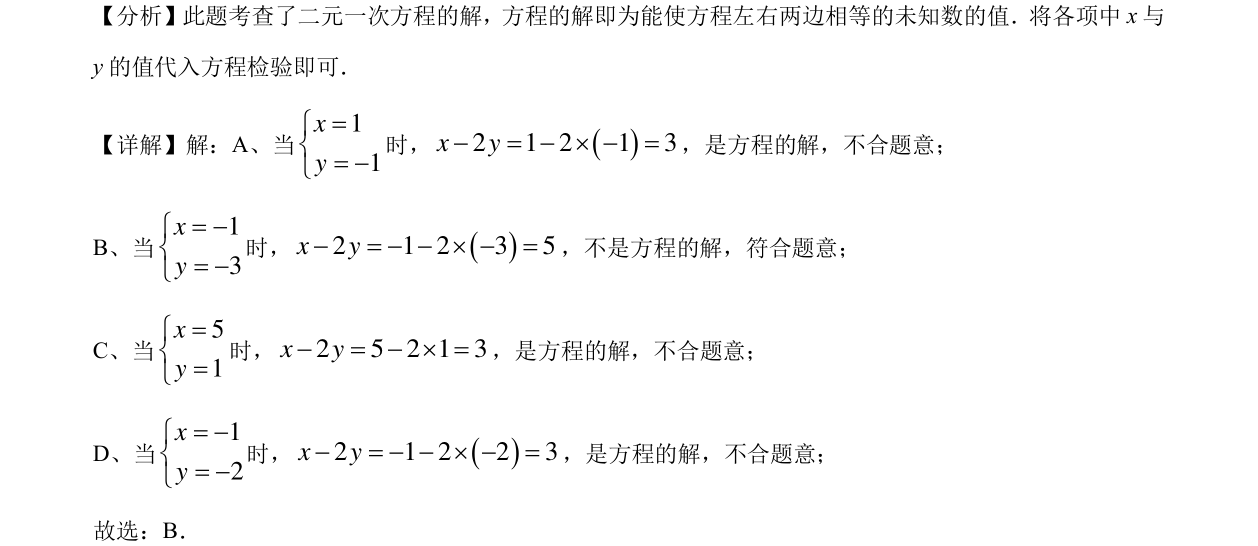 【分析】此题考查了二元一次方程的解，方程的解即为能使方程左右两边相等的未知数的值．将各项中 x 与
y 的值代入方程检验即可．
【详解】解：A、当{x=1 y=−1时，x−2y=1−2×(−1)=3，是方程的解，不合题意；
B、当{x=−1 y=−3时，x−2y=−1−2×(−3)=5，不是方程的解，符合题意；
C、当{x=5 y=1时，x−2y=5−2×1=3，是方程的解，不合题意；
D、当{x=−1 y=−2时，x−2y=−1−2×(−2)=3，是方程的解，不合题意；
故选：B．